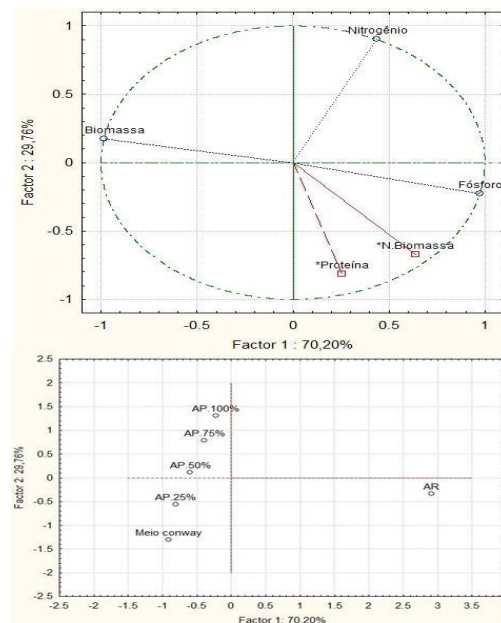 1
Nitrogênio
0.5
Biomassa
Factor 2 : 29,76%
0
Fósforo
-0.5
*N.Biomassa
*Proteína
-1
-1 -0.5 0 0.5 1
Factor 1 : 70,20%
2.5
2
1.5
AP.100%
1
AP.75%
0.5
AP.50%
Factor 2: 29,76%
0
AR
-0.5
AP.25%
-1
Meio conway
-1.5
-2
-2.5
-2.5 -2 -1.5 -1 -0.5 0 0.5 1 1.5 2 2.5 3 3.5 4
Factor 1: 70,20%